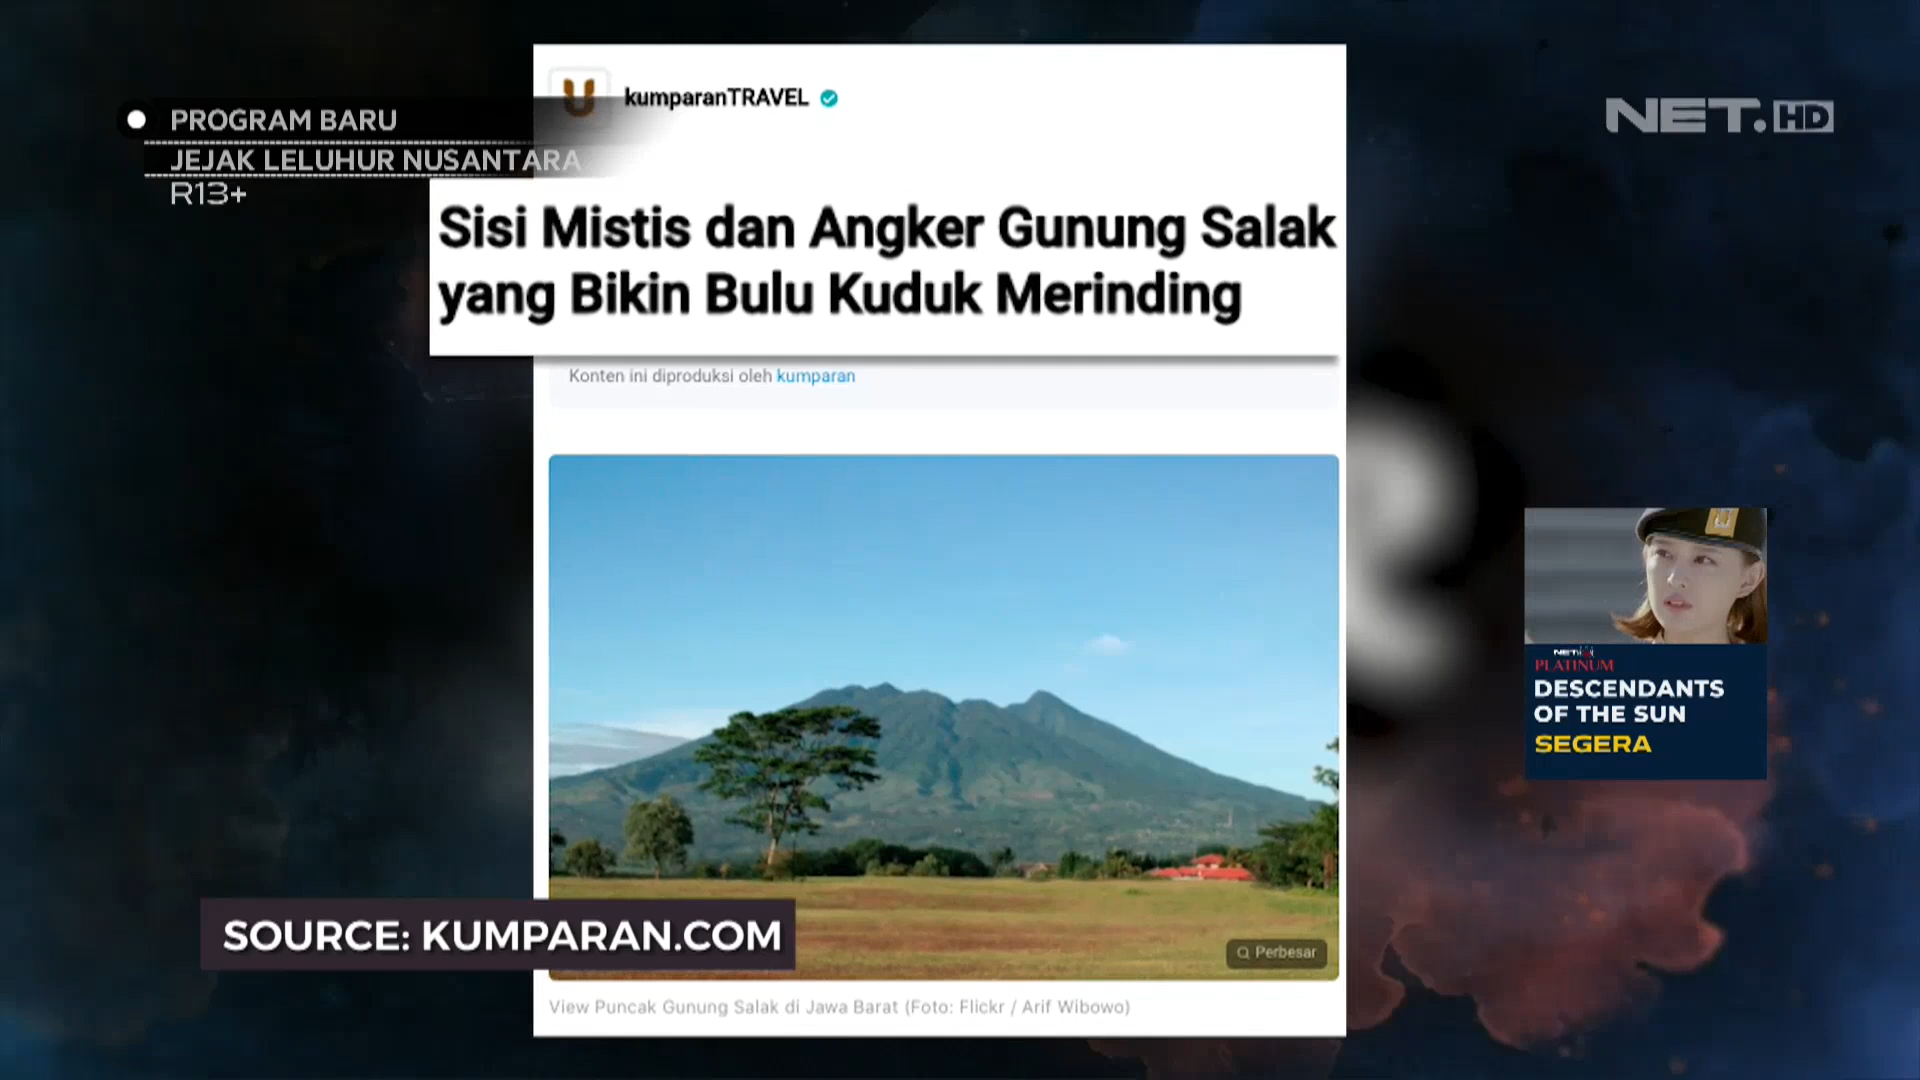 PROGRAM BARU
JEJAK LELUHUR NUSANTARA
R13+
NET. HD
kumparanTRAVEL
Sisi Mistis dan Angker Gunung Salak
yang Bikin Bulu Kuduk Merinding
Konten ini diproduksi oleh kumparan
Perbesar
View Puncak Gunung Salak di Jawa Barat (Foto: Flickr / Arif Wibowo)
SOURCE: KUMPARAN.COM
PLATINUM
DESCENDANTS
OF THE SUN
SEGERA